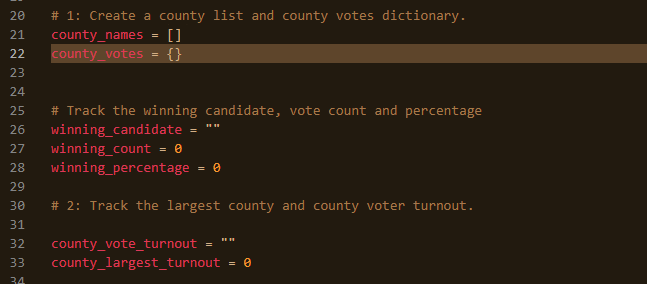 20 # 1: Create a county list and county votes dictionary.
21 county_names = []
22 county_votes = {}
23
24
25 # Track the winning candidate, vote count and percentage
26 winning_candidate = ""
27 winning_count = 0
28 winning_percentage = 0
29
30 # 2: Track the largest county and county voter turnout.
31
32 county_vote_turnout = ""
33 county_largest_turnout = 0
34